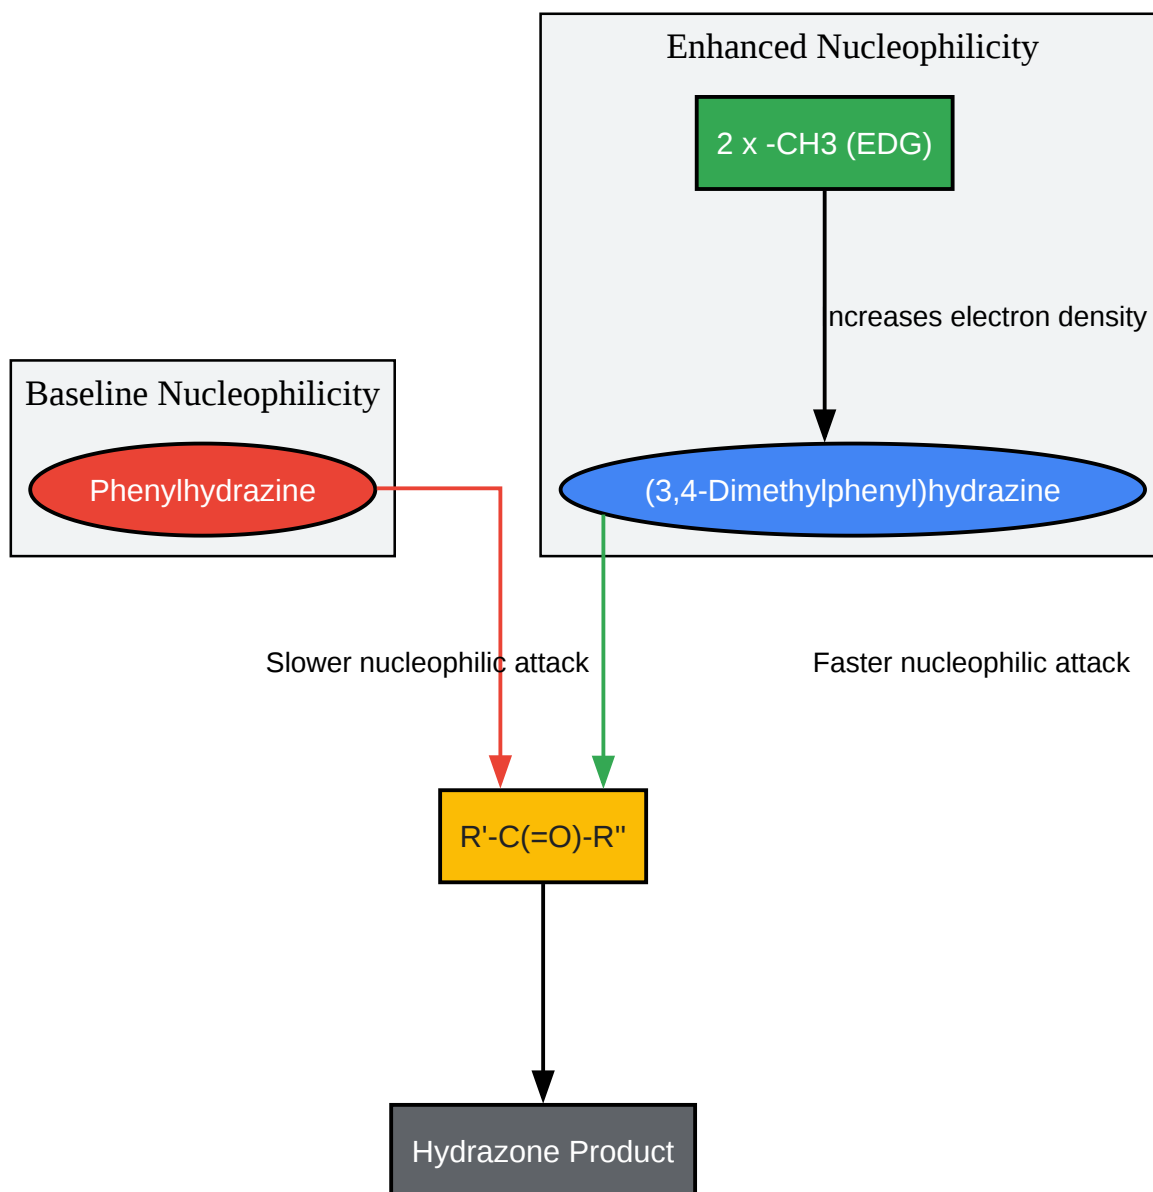 Enhanced Nucleophilicity
2 x -CH3 (EDG)
ncreases electron density
Baseline Nucleophilicity
Phenylhydrazine
(3,4-Dimethylphenyl)hydrazine
Slower nucleophilic attack
Faster nucleophilic attack
R'-C(=O)-R"
Hydrazone Product